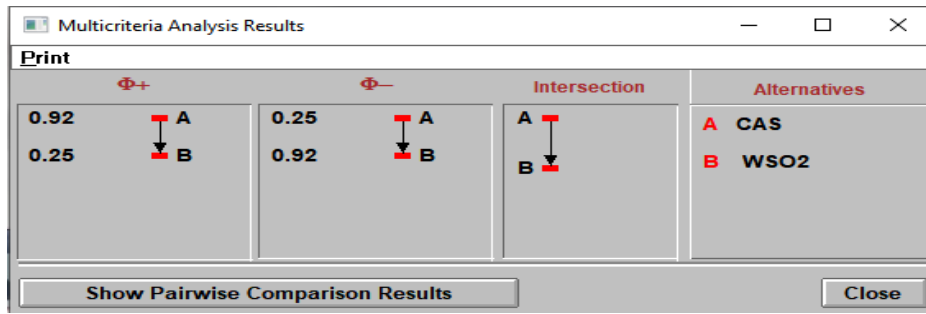 Multicriteria Analysis Results
Print
Φ+ Φ– Intersection Alternatives
0.92 A 0.25 A A A CAS
0.25 B 0.92 B B B WSO2
Show Pairwise Comparison Results Close